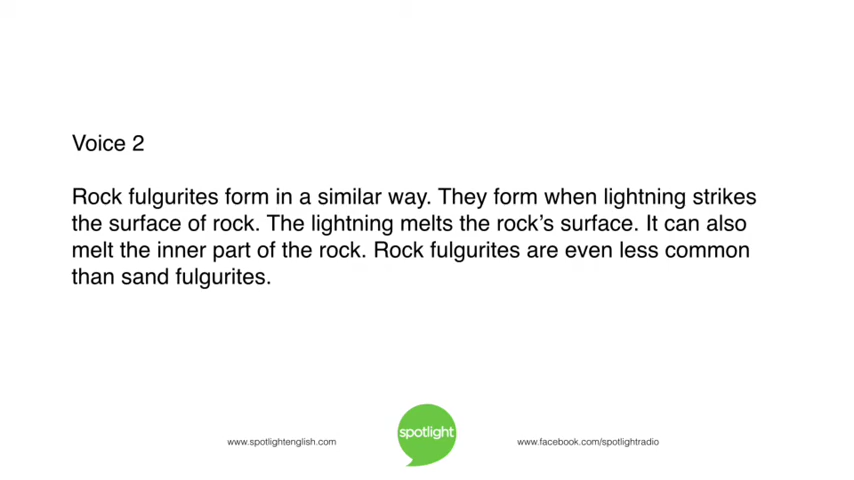 Voice 2
Rock fulgurites form in a similar way. They form when lightning strikes
the surface of rock. The lightning melts the rock’s surface. It can also
melt the inner part of the rock. Rock fulgurites are even less common
than sand fulgurites.
spotlight
www.spotlightenglish.com
www.facebook.com/spotlightradio